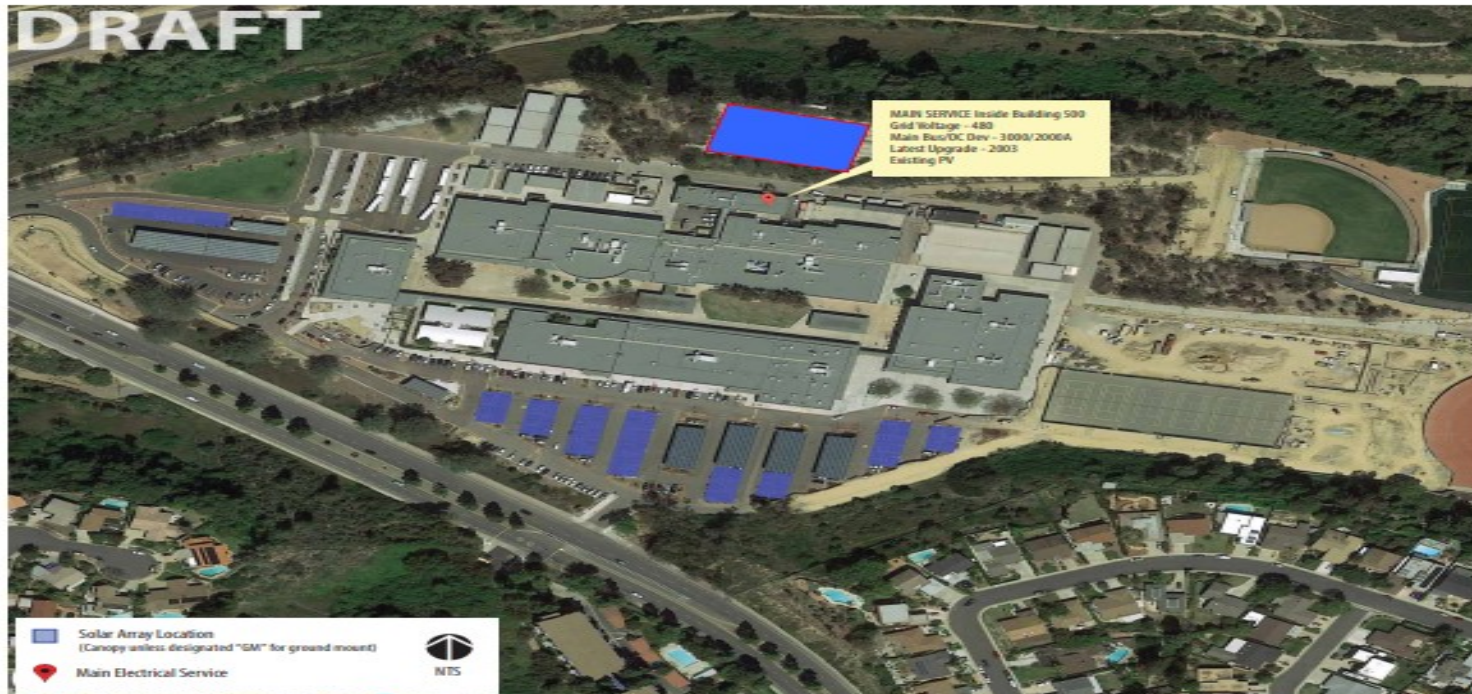 DRAFT
MAIN SERVICE Inside Building 500
Grid Voltage - 480
Main Bus/OC Dev - 3000/2000A
Latest Upgrade - 2003
Existing PV
Solar Array Location
(Canopy unless designated "GM" for ground mount)
NTS
Main Electrical Service